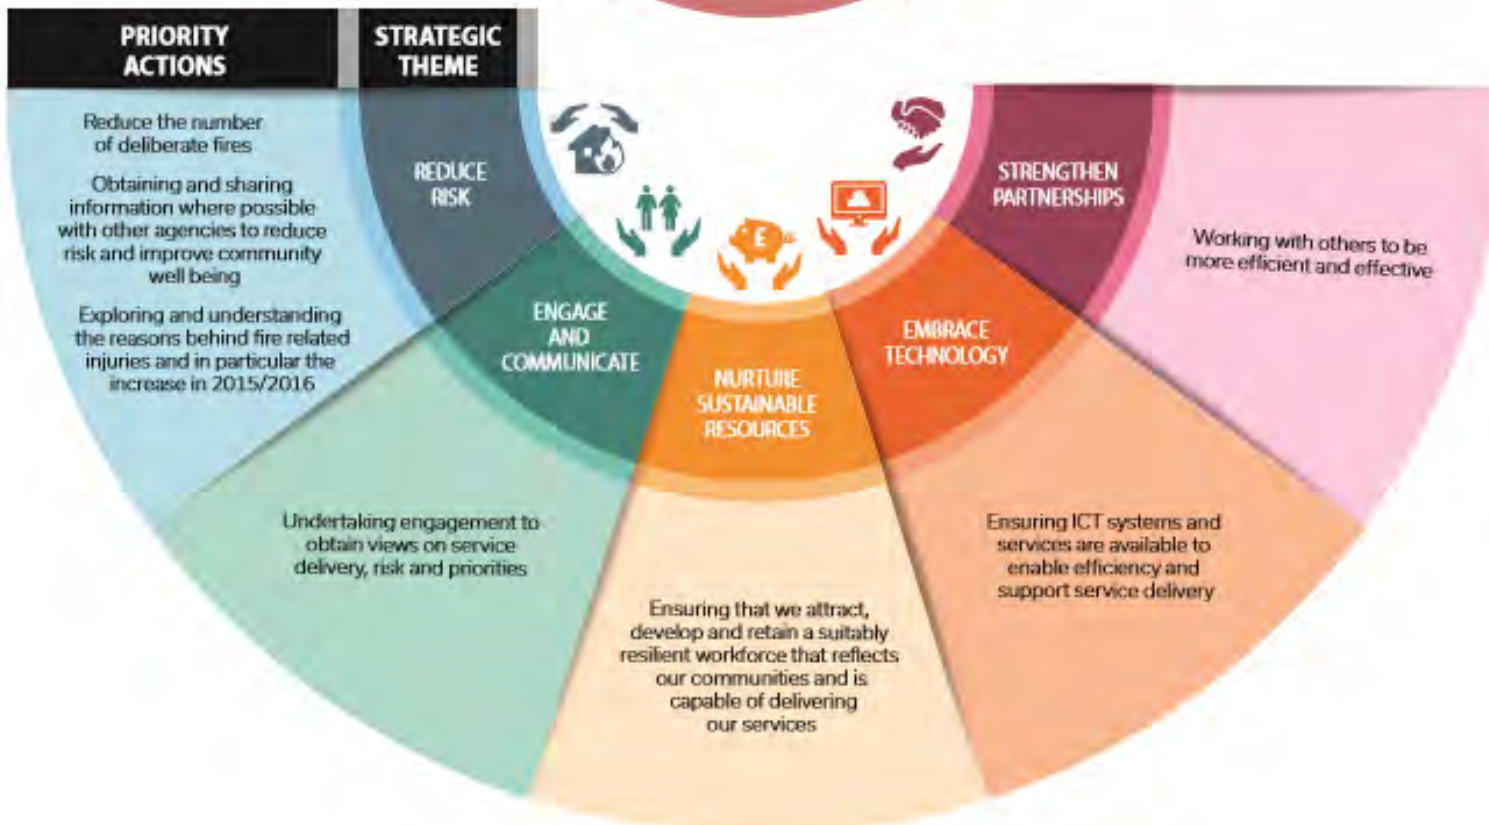 PRIORITY
ACTIONS
STRATEGIC
THEME
Reduce the number
of deliberate fires
Obtaining and sharing
information where possible
with other agencies to reduce
risk and improve community
well being
Exploring and understanding
the reasons behind fire related
injuries and in particular the
increase in 2015/2016
REDUCE
RISK
Undertaking engagement to
obtain views on service
delivery, risk and priorities
ENGAGE
AND
COMMUNICATE
Ensuring that we attract,
develop and retain a suitably
resilient workforce that reflects
our communities and is
capable of delivering
our services
NURTURE
SUSTAINABLE
RESOURCES
E
Ensuring ICT systems and
services are available to
enable efficiency and
support service delivery
EMBRACE
TECHNOLOGY
Working with others to be
more efficient and effective
STRENGTHEN
PARTNERSHIPS